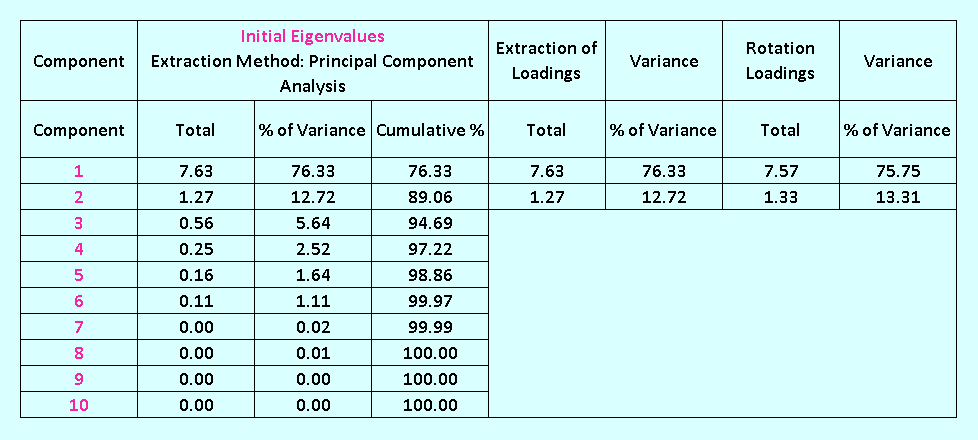 Component Initial Eigenvalues Extraction of Loadings Variance Rotation Loadings Variance
Extraction Method: Principal Component Analysis
Component Total % of Variance Cumulative % Total % of Variance Total % of Variance
1 7.63 76.33 76.33 7.63 76.33 7.57 75.75
2 1.27 12.72 89.06 1.27 12.72 1.33 13.31
3 0.56 5.64 94.69
4 0.25 2.52 97.22
5 0.16 1.64 98.86
6 0.11 1.11 99.97
7 0.00 0.02 99.99
8 0.00 0.01 100.00
9 0.00 0.00 100.00
10 0.00 0.00 100.00